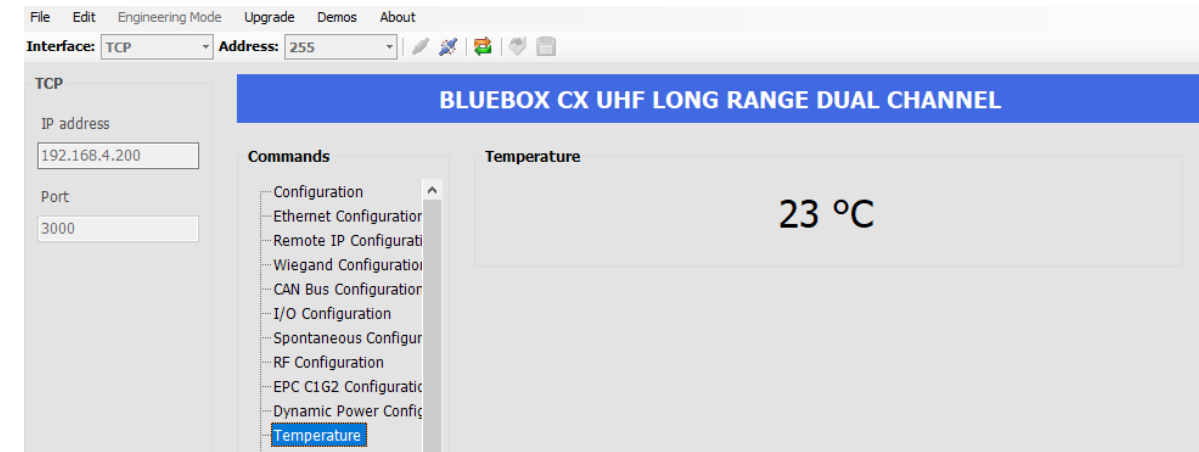 File Edit Engineering Mode Upgrade Demos About
Interface: TCP Address: 255
TCP
IP address
192.168.4.200
Port
3000
BLUEBOX CX UHF LONG RANGE DUAL CHANNEL
Commands
Configuration
Ethernet Configuration
Remote IP Configurati
Wiegand Configuration
CAN Bus Configuration
I/O Configuration
Spontaneous Configur
RF Configuration
EPC C1G2 Configuratic
Dynamic Power Config
Temperature
Temperature
23 °C